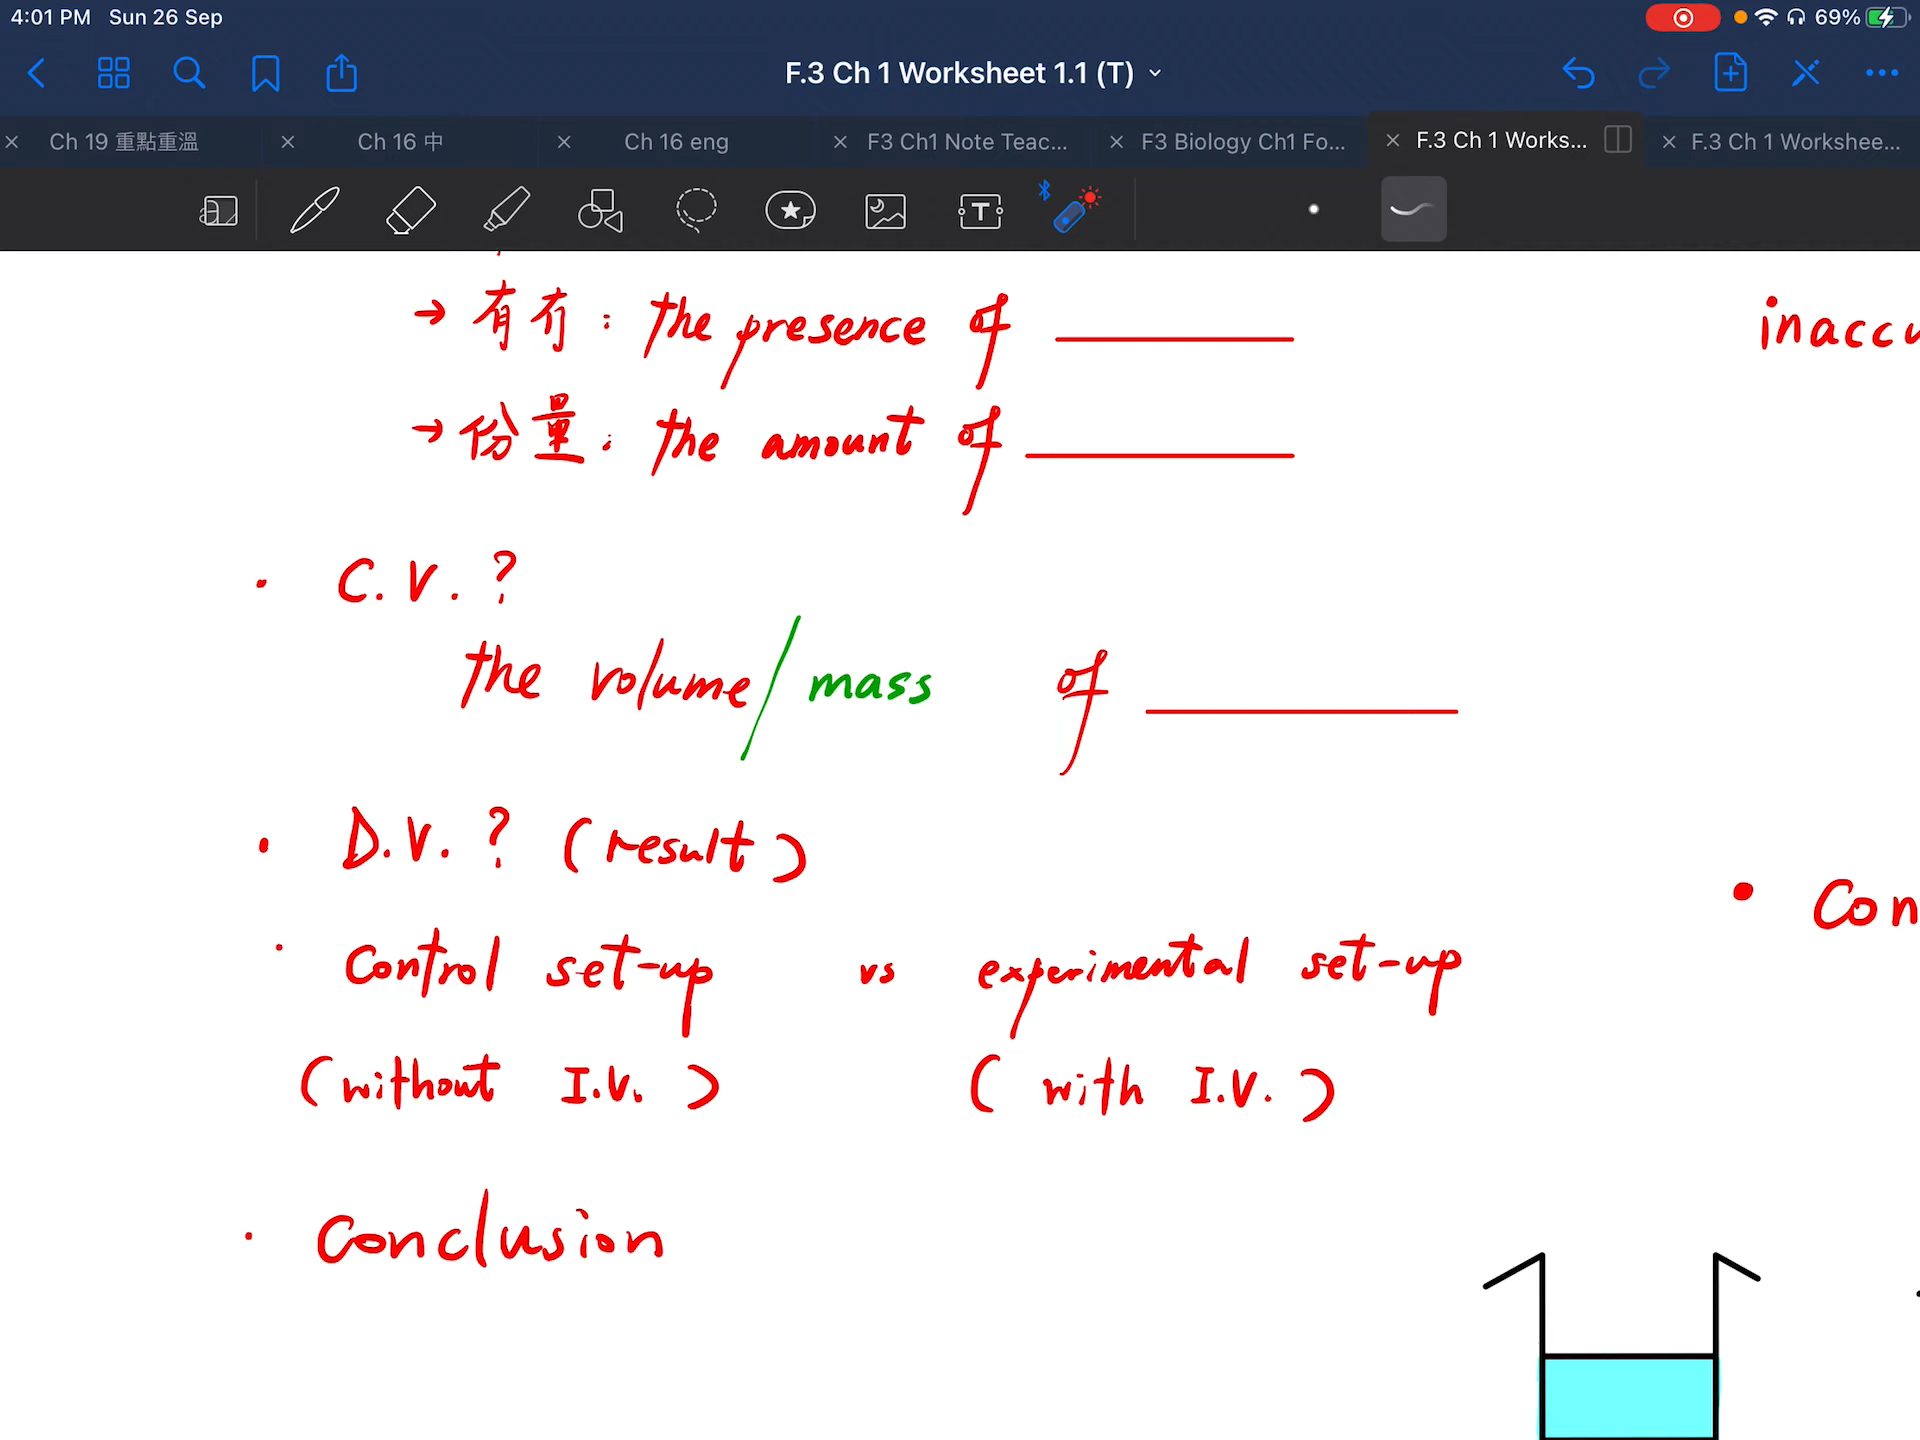 4:01 PM Sun 26 Sep 69%
F.3 Ch 1 Worksheet 1.1 (T)
Ch 19 重點重溫 Ch 16 中 Ch 16 eng F3 Ch1 Note Teac... F3 Biology Ch1 Fo... F.3 Ch 1 Works... F.3 Ch 1 Workshee...
T
→ 有冇: the presence of
inaccu
→ 份量: the amount of
• C.V. ?
the volume/mass of
• D.V. ? (result)
• Con
• Control set-up vs experimental set-up
(without I.V.) (with I.V.)
• Conclusion